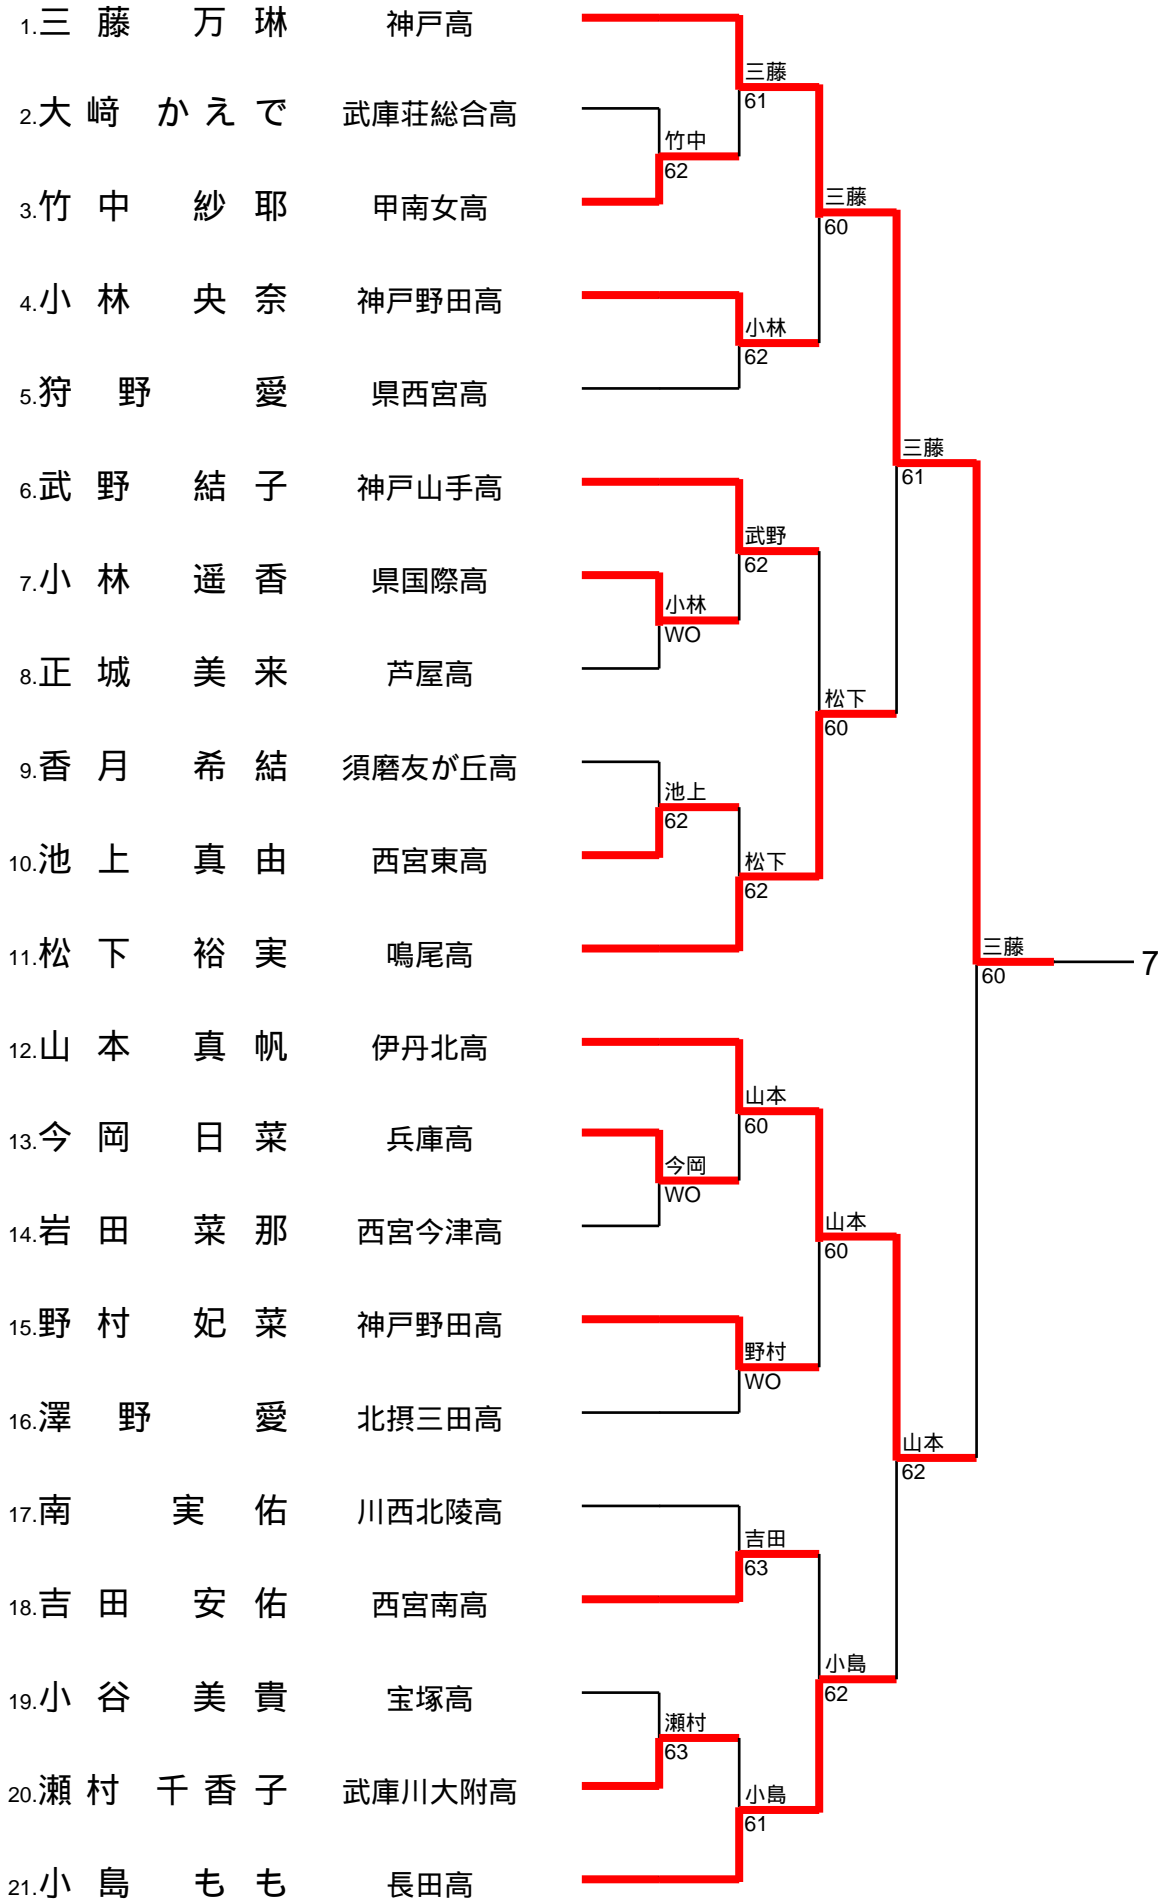 1.三藤 万琳 神戸高
三藤
61
2.大﨑 かえで 武庫荘総合高
竹中
62
3.竹中 紗耶 甲南女高
三藤
60
4.小林 央奈 神戸野田高
小林
62
5.狩野 愛 県西宮高
三藤
61
6.武野 結子 神戸山手高
武野
62
7.小林 遥香 県国際高
小林
WO
8.正城 美来 芦屋高
松下
60
9.香月 希結 須磨友が丘高
池上
62
10.池上 真由 西宮東高
松下
62
11.松下 裕実 鳴尾高
三藤
60
7
12.山本 真帆 伊丹北高
山本
60
13.今岡 日菜 兵庫高
今岡
WO
14.岩田 菜那 西宮今津高
山本
60
15.野村 妃菜 神戸野田高
野村
WO
16.澤野 愛 北摂三田高
山本
62
17.南 実佑 川西北陵高
吉田
63
18.吉田 安佑 西宮南高
小島
62
19.小谷 美貴 宝塚高
瀬村
63
20.瀬村 千香子 武庫川大附高
小島
61
21.小島 もも 長田高